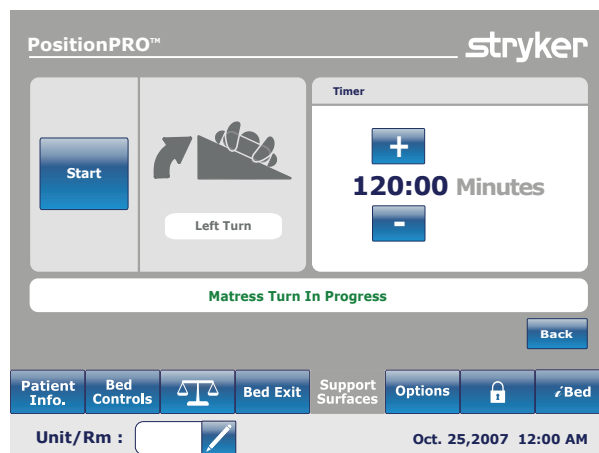 PositionPRO™
stryker
Start
Left Turn
Timer
+
120:00 Minutes
-
Matress Turn In Progress
Back
Patient Info.
Bed Controls
Bed Exit
Support Surfaces
Options
iBed
Unit/Rm :
Oct. 25,2007 12:00 AM